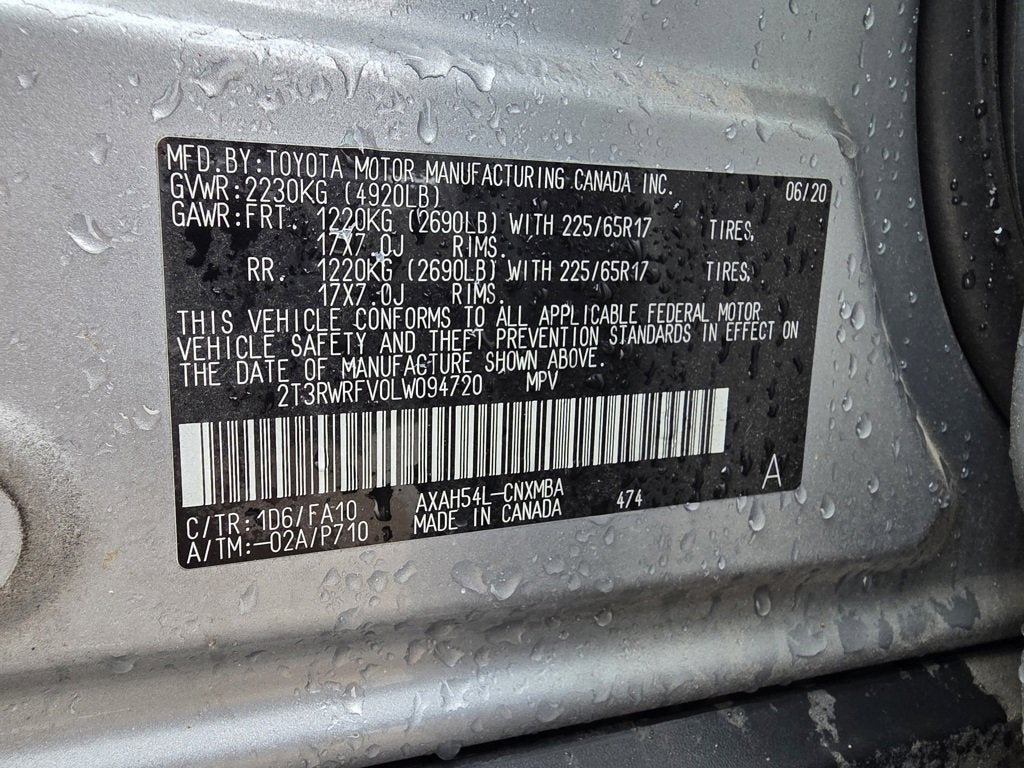 MFD.BY:TOYOTA MOTOR MANUFACTURING CANADA INC. 06/20
GVWR:2230KG (4920LB)
GAWR:FRT. 1220KG (2690LB) WITH 225/65R17 TIRES,
17X7.0J RIMS.
RR. 1220KG (2690LB) WITH 225/65R17 TIRES,
17X7.0J RIMS.
THIS VEHICLE CONFORMS TO ALL APPLICABLE FEDERAL MOTOR
VEHICLE SAFETY AND THEFT PREVENTION STANDARDS IN EFFECT ON
THE DATE OF MANUFACTURE SHOWN ABOVE.
2T3RWRFV0LW094720 MPV
A
C/TR:1D6/FA10 AXAH54L-CNXMBA 474
A/TM:-02A/P710 MADE IN CANADA